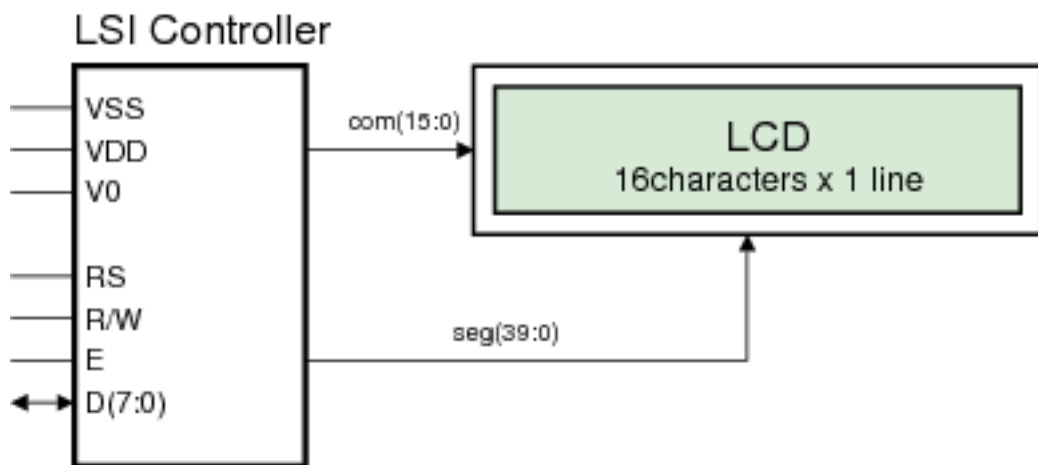 LSI Controller
VSS
VDD
V0
RS
R/W
E
D(7:0)
com(15:0)
seg(39:0)
LCD
16characters x 1 line